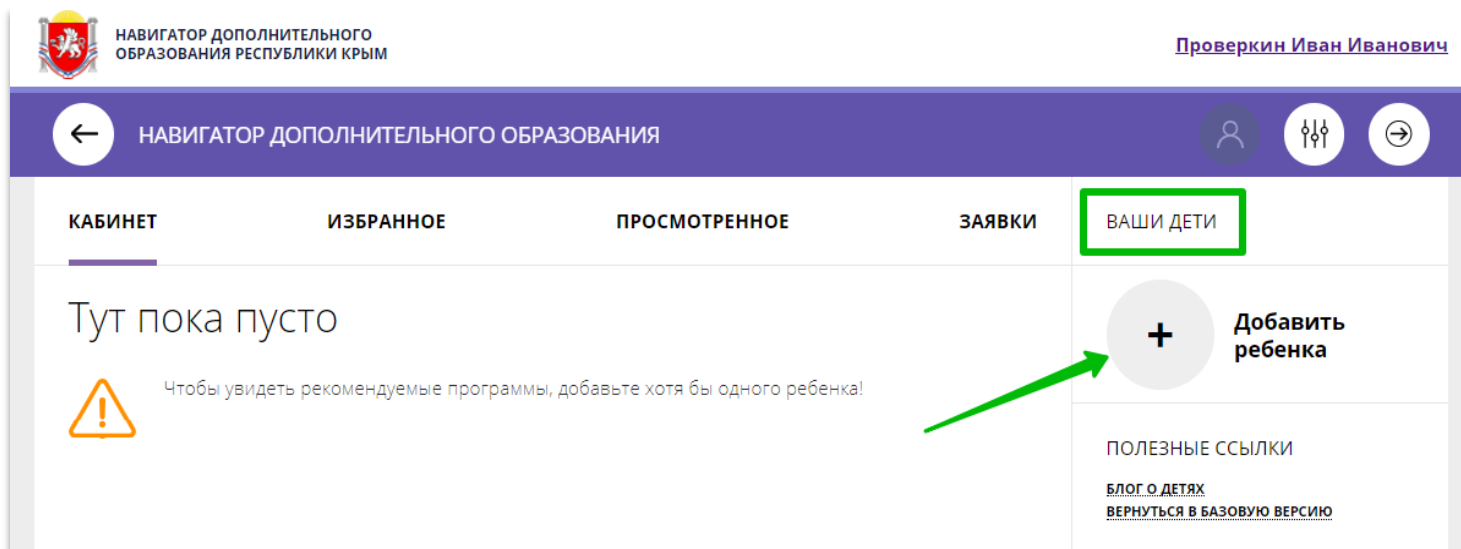 НАВИГАТОР ДОПОЛНИТЕЛЬНОГО
ОБРАЗОВАНИЯ РЕСПУБЛИКИ КРЫМ
Проверкин Иван Иванович
НАВИГАТОР ДОПОЛНИТЕЛЬНОГО ОБРАЗОВАНИЯ
КАБИНЕТ ИЗБРАННОЕ ПРОСМОТРЕННОЕ ЗАЯВКИ ВАШИ ДЕТИ
Тут пока пусто
Чтобы увидеть рекомендуемые программы, добавьте хотя бы одного ребенка!
Добавить
ребенка
ПОЛЕЗНЫЕ ССЫЛКИ
БЛОГ О ДЕТЯХ
ВЕРНУТЬСЯ В БАЗОВУЮ ВЕРСИЮ